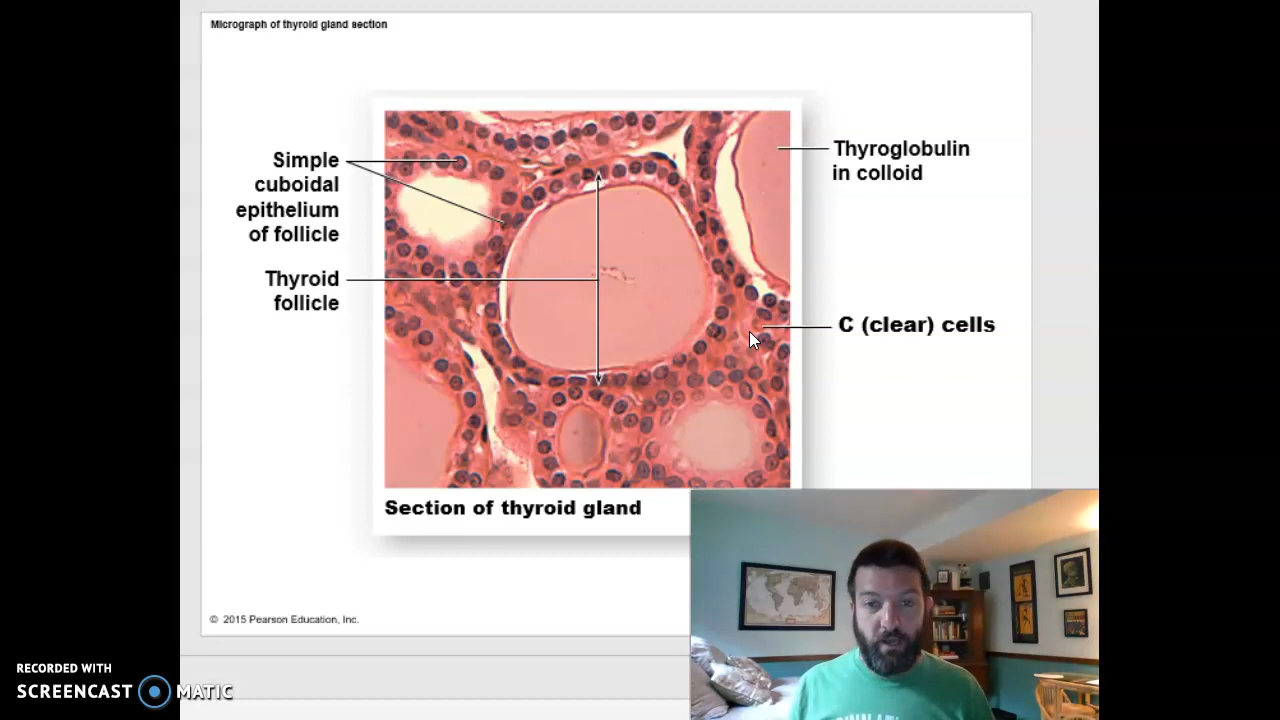 Micrograph of thyroid gland section
Simple
cuboidal
epithelium
of follicle
Thyroid
follicle
Thyroglobulin
in colloid
C (clear) cells
Section of thyroid gland
© 2015 Pearson Education, Inc.
RECORDED WITH
SCREENCAST MATIC